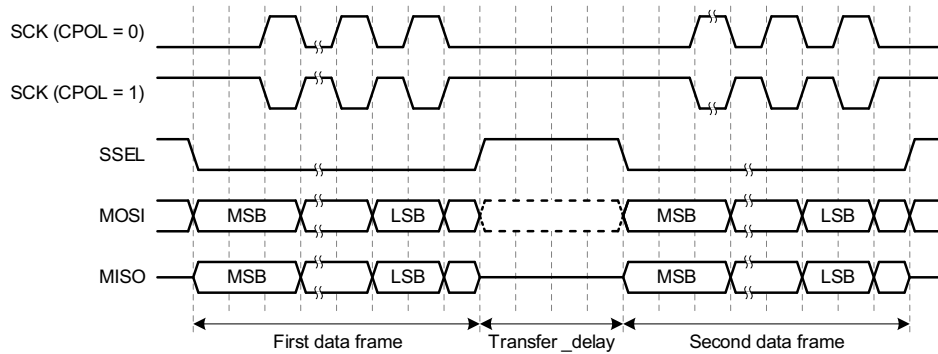 SCK (CPOL = 0)
SCK (CPOL = 1)
SSEL
MOSI MSB LSB MSB LSB
MISO MSB LSB MSB LSB
First data frame Transfer _delay Second data frame